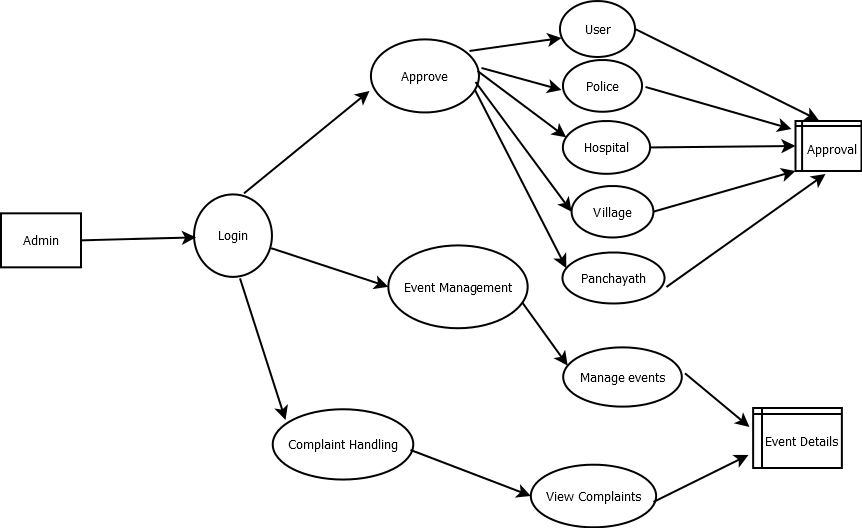 User
Approve
Police
Hospital
Approval
Village
Admin
Login
Panchayath
Event Management
Manage events
Complaint Handling
Event Details
View Complaints